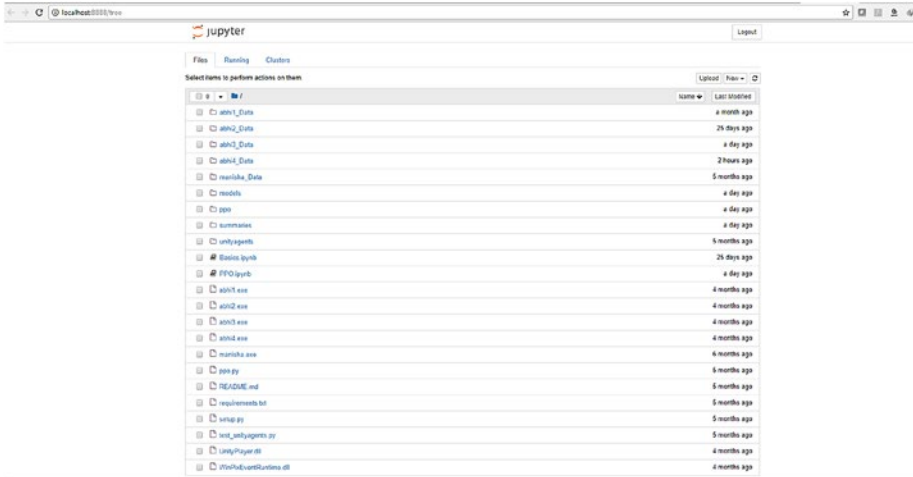 localhost:8888/tree
jupyter
Logout
Files Running Clusters
Select items to perform actions on them.
Upload New
0 / Name Last Modified
abhi1_Data a month ago
abhi2_Data 25 days ago
abhi3_Data a day ago
abhi4_Data 2 hours ago
manisha_Data 5 months ago
models a day ago
ppo a day ago
summaries a day ago
unityagents 5 months ago
Basics.ipynb 25 days ago
PPO.ipynb a day ago
abhi1.exe 4 months ago
abhi2.exe 4 months ago
abhi3.exe 4 months ago
abhi4.exe 4 months ago
manisha.exe 6 months ago
ppo.py 5 months ago
README.md 5 months ago
requirements.txt 5 months ago
setup.py 5 months ago
test_unityagents.py 5 months ago
UnityPlayer.dll 4 months ago
WinPixEventRuntime.dll 4 months ago